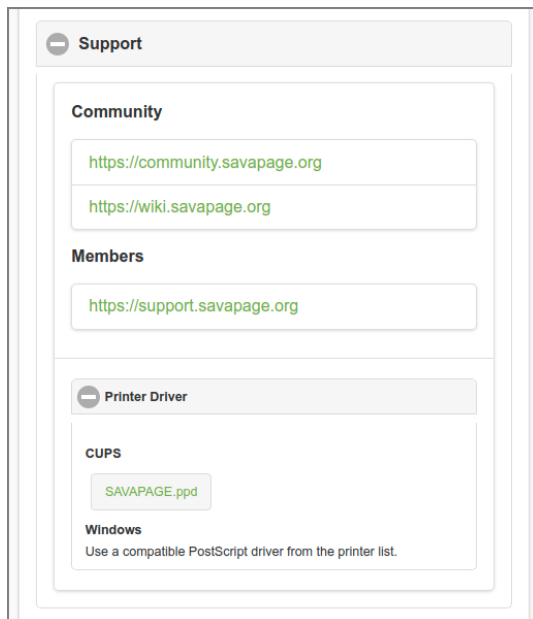 Support
Community
https://community.savapage.org
https://wiki.savapage.org
Members
https://support.savapage.org
Printer Driver
CUPS
SAVAPAGE.ppd
Windows
Use a compatible PostScript driver from the printer list.